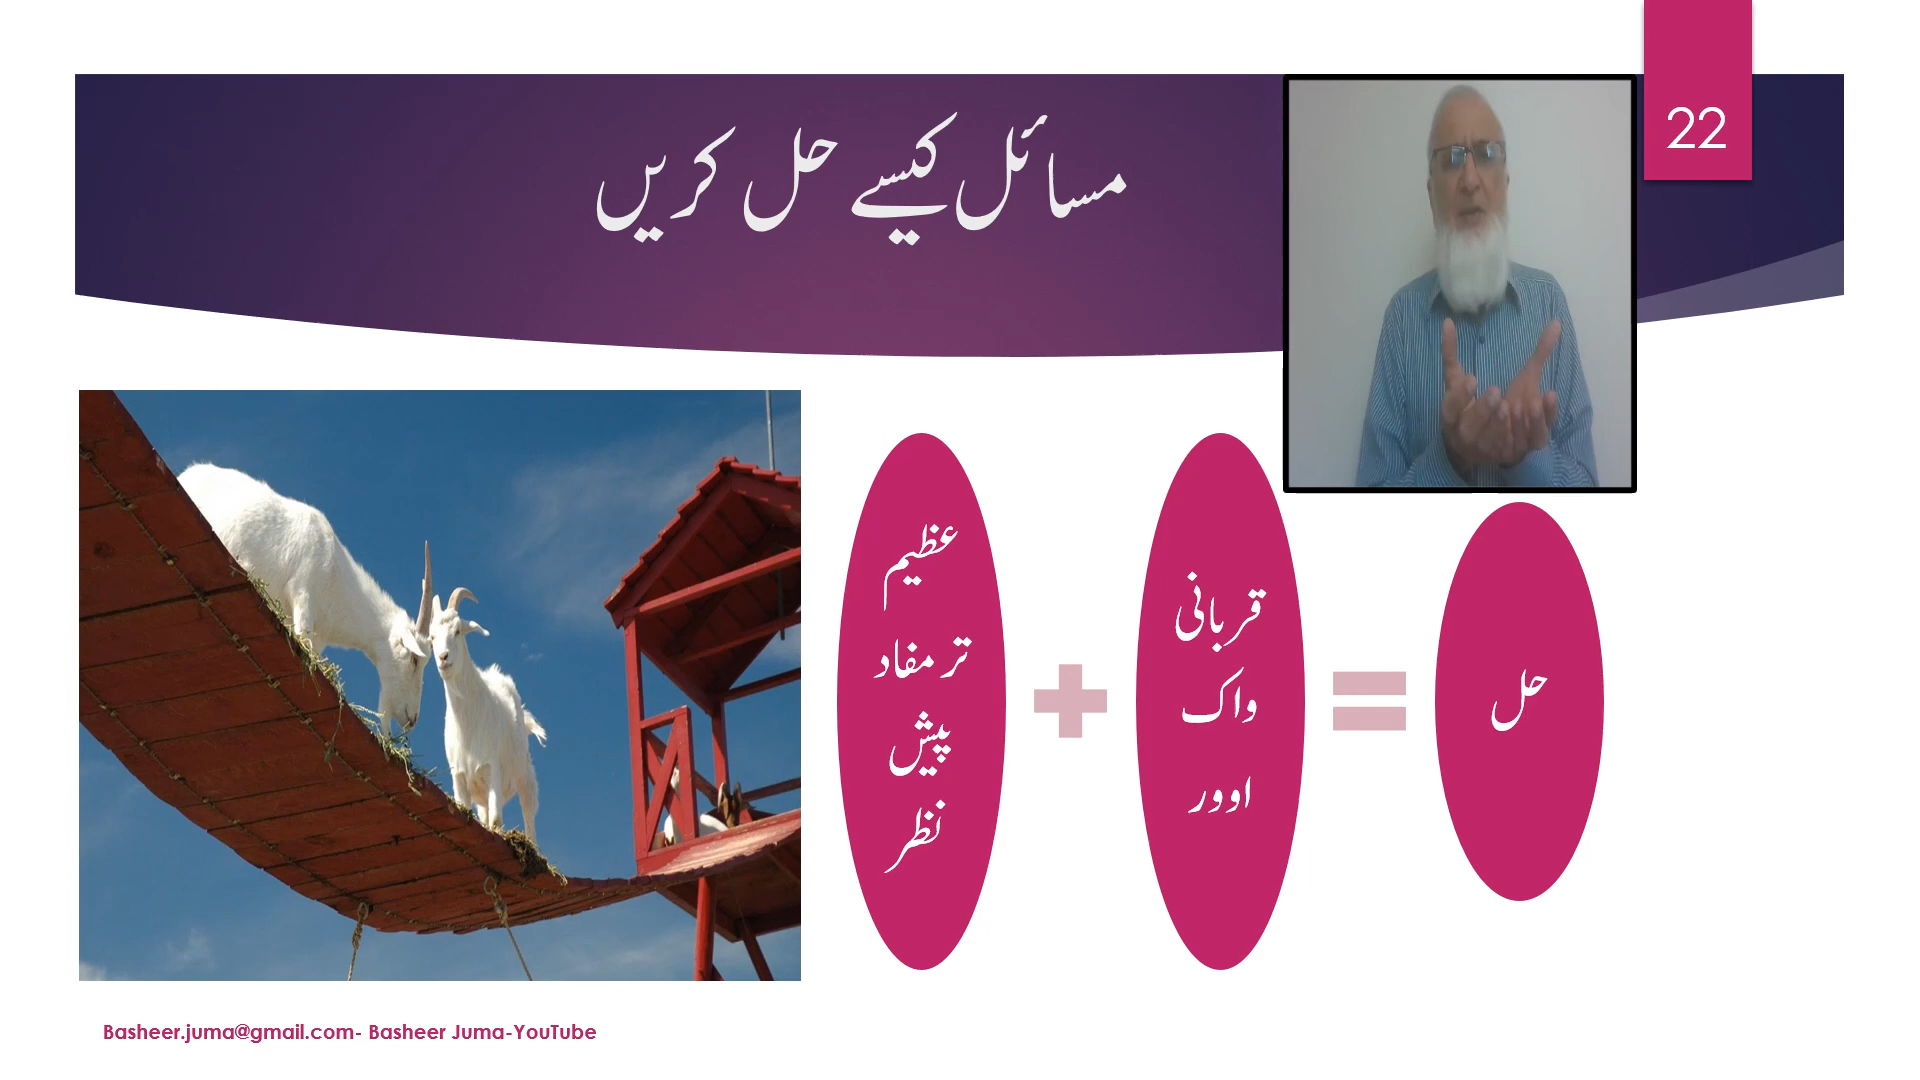 22
مسائل کیسے حل کریں
عظیم
تر مفاد
پیش
نظر
قربانی
واک
اوور
حل
Basheer.juma@gmail.com- Basheer Juma-YouTube